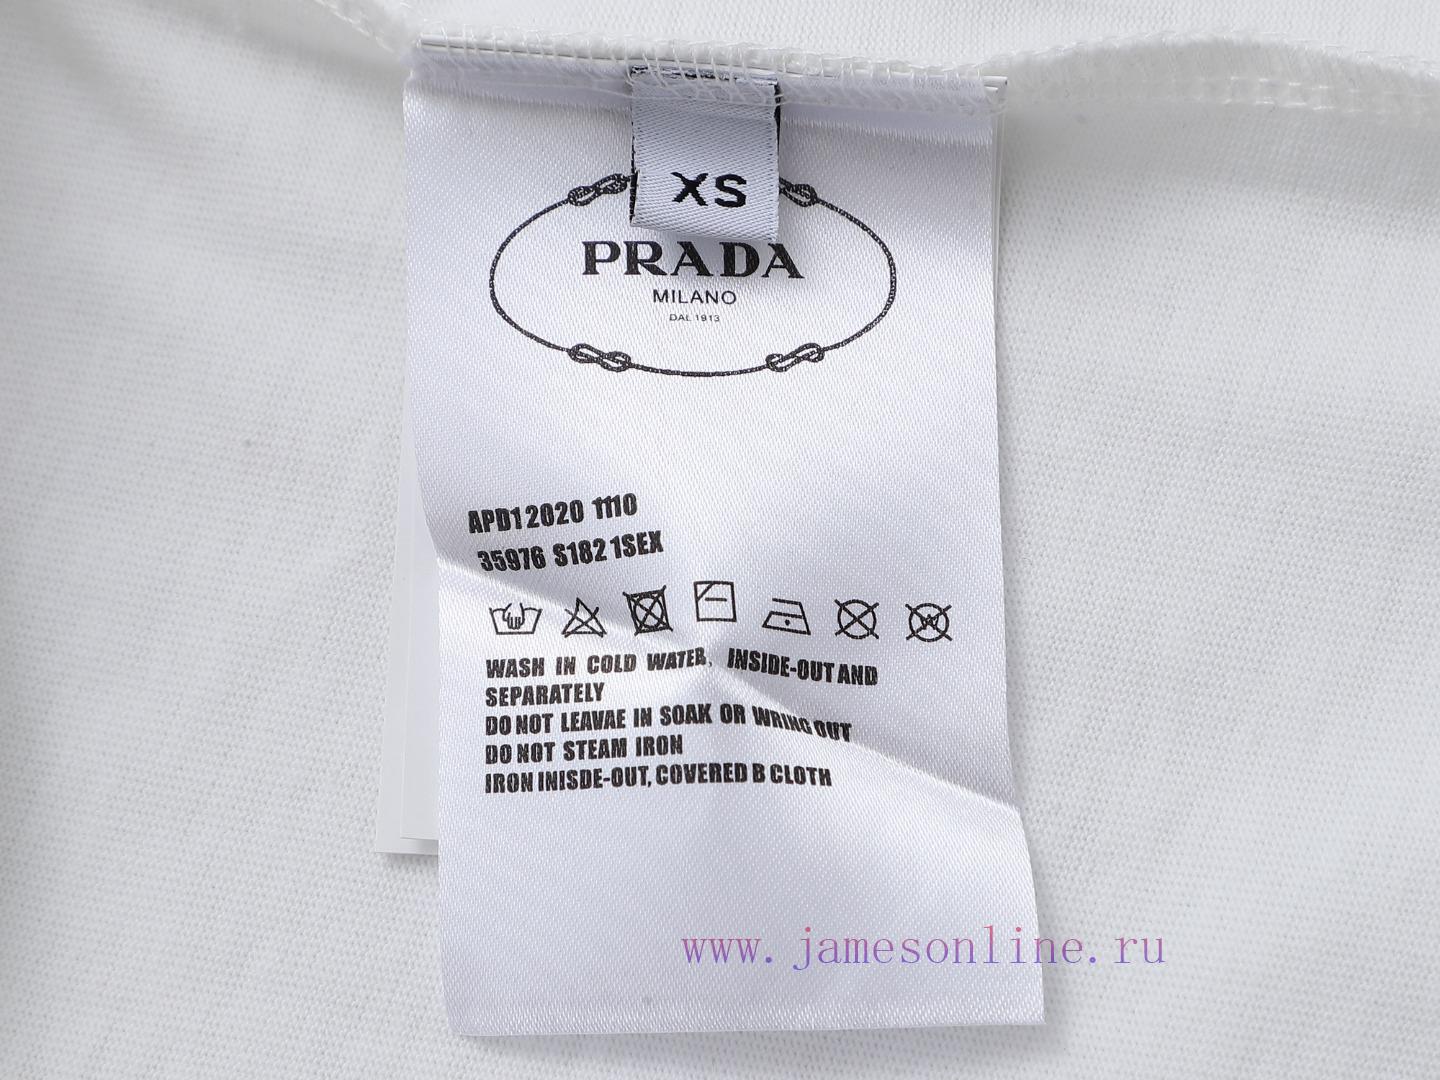 XS
PRADA
MILANO
DAL 1913
APD1 2020 1110
35976 S182 1SEX
W
WASH IN COLD WATER, INSIDE-OUT AND
SEPARATELY
DO NOT LEAVAE IN SOAK OR WRING OUT
DO NOT STEAM IRON
IRON INISDE-OUT, COVERED B CLOTH
www.jamesonline.ru